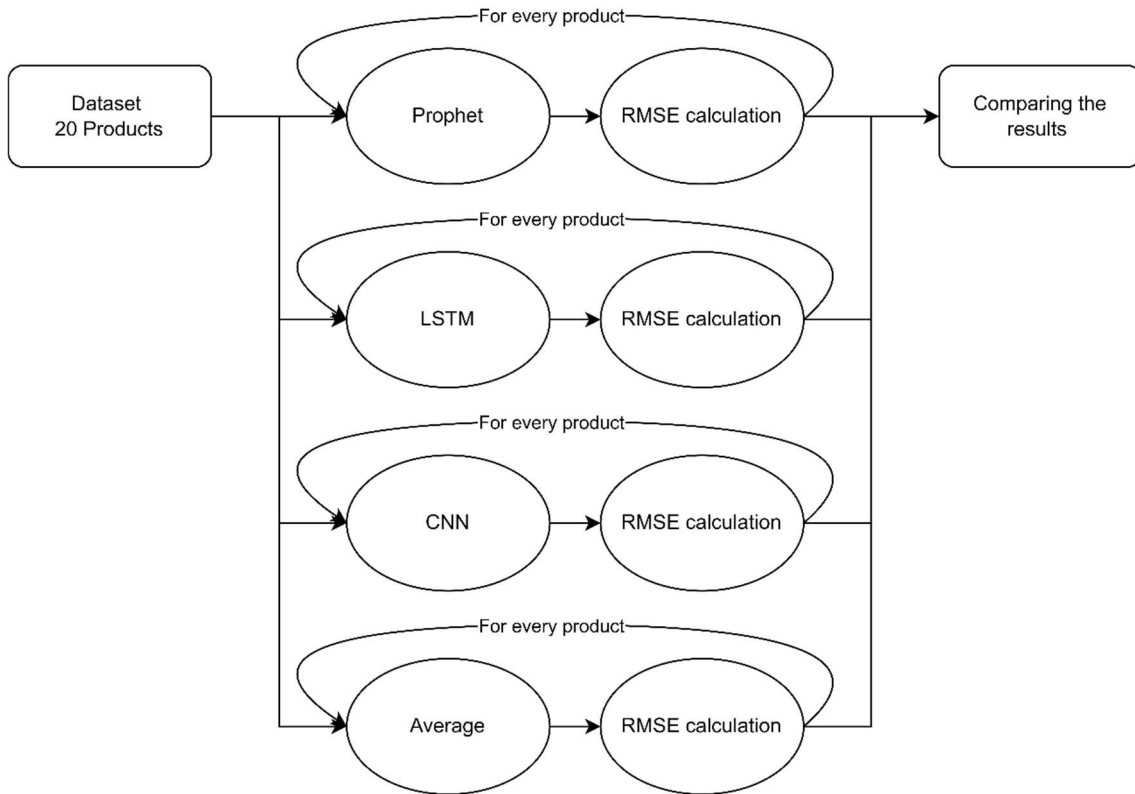 For every product
Dataset
20 Products
Prophet
RMSE calculation
Comparing the
results
For every product
LSTM
RMSE calculation
For every product
CNN
RMSE calculation
For every product
Average
RMSE calculation